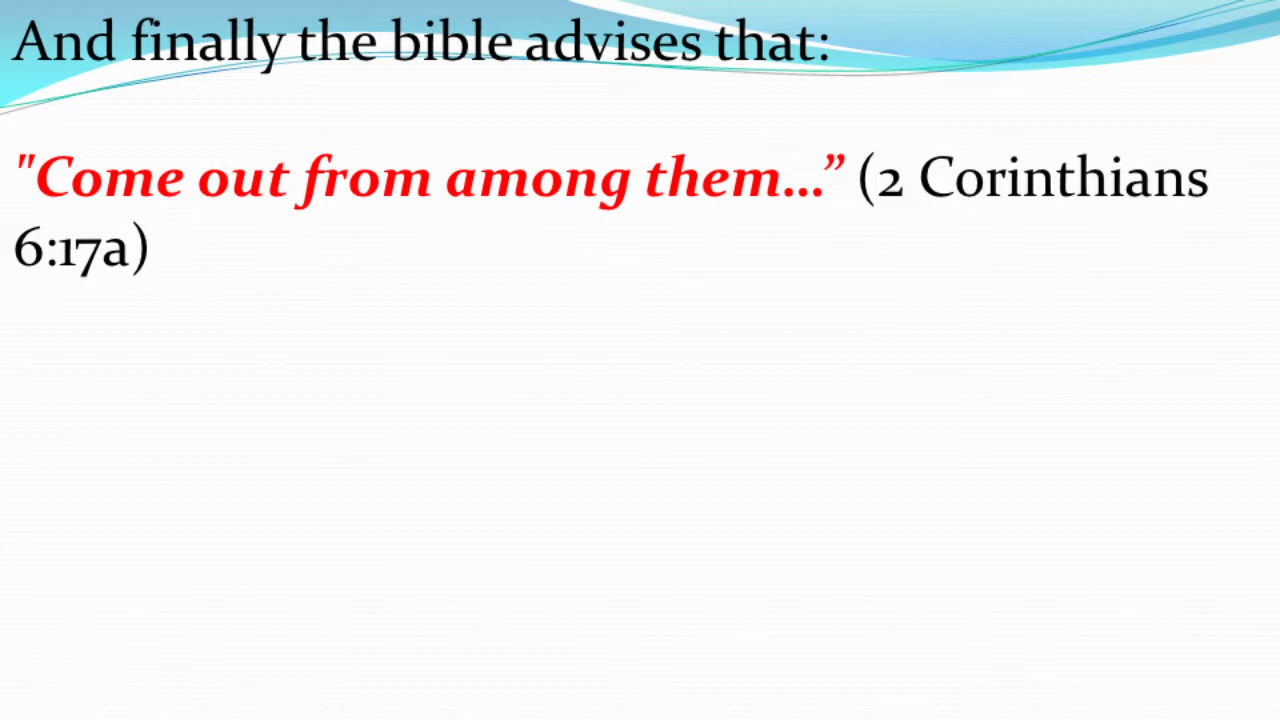 And finally the bible advises that:
"Come out from among them…” (2 Corinthians
6:17a)